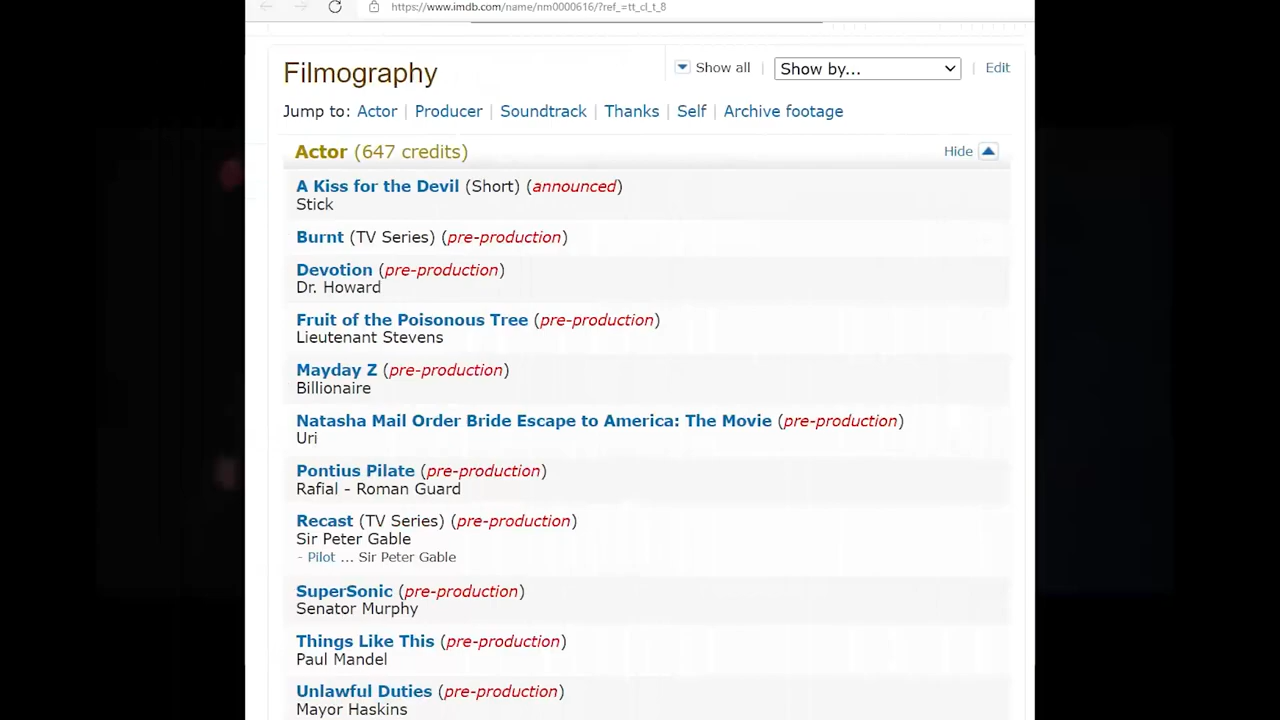 https://www.imdb.com/name/nm0000616/?ref_=tt_cl_t_8
Filmography
Show all | Show by... | Edit
Jump to: Actor | Producer | Soundtrack | Thanks | Self | Archive footage
Actor (647 credits) Hide
A Kiss for the Devil (Short) (announced)
Stick
Burnt (TV Series) (pre-production)
Devotion (pre-production)
Dr. Howard
Fruit of the Poisonous Tree (pre-production)
Lieutenant Stevens
Mayday Z (pre-production)
Billionaire
Natasha Mail Order Bride Escape to America: The Movie (pre-production)
Uri
Pontius Pilate (pre-production)
Rafial - Roman Guard
Recast (TV Series) (pre-production)
Sir Peter Gable
- Pilot ... Sir Peter Gable
SuperSonic (pre-production)
Senator Murphy
Things Like This (pre-production)
Paul Mandel
Unlawful Duties (pre-production)
Mayor Haskins